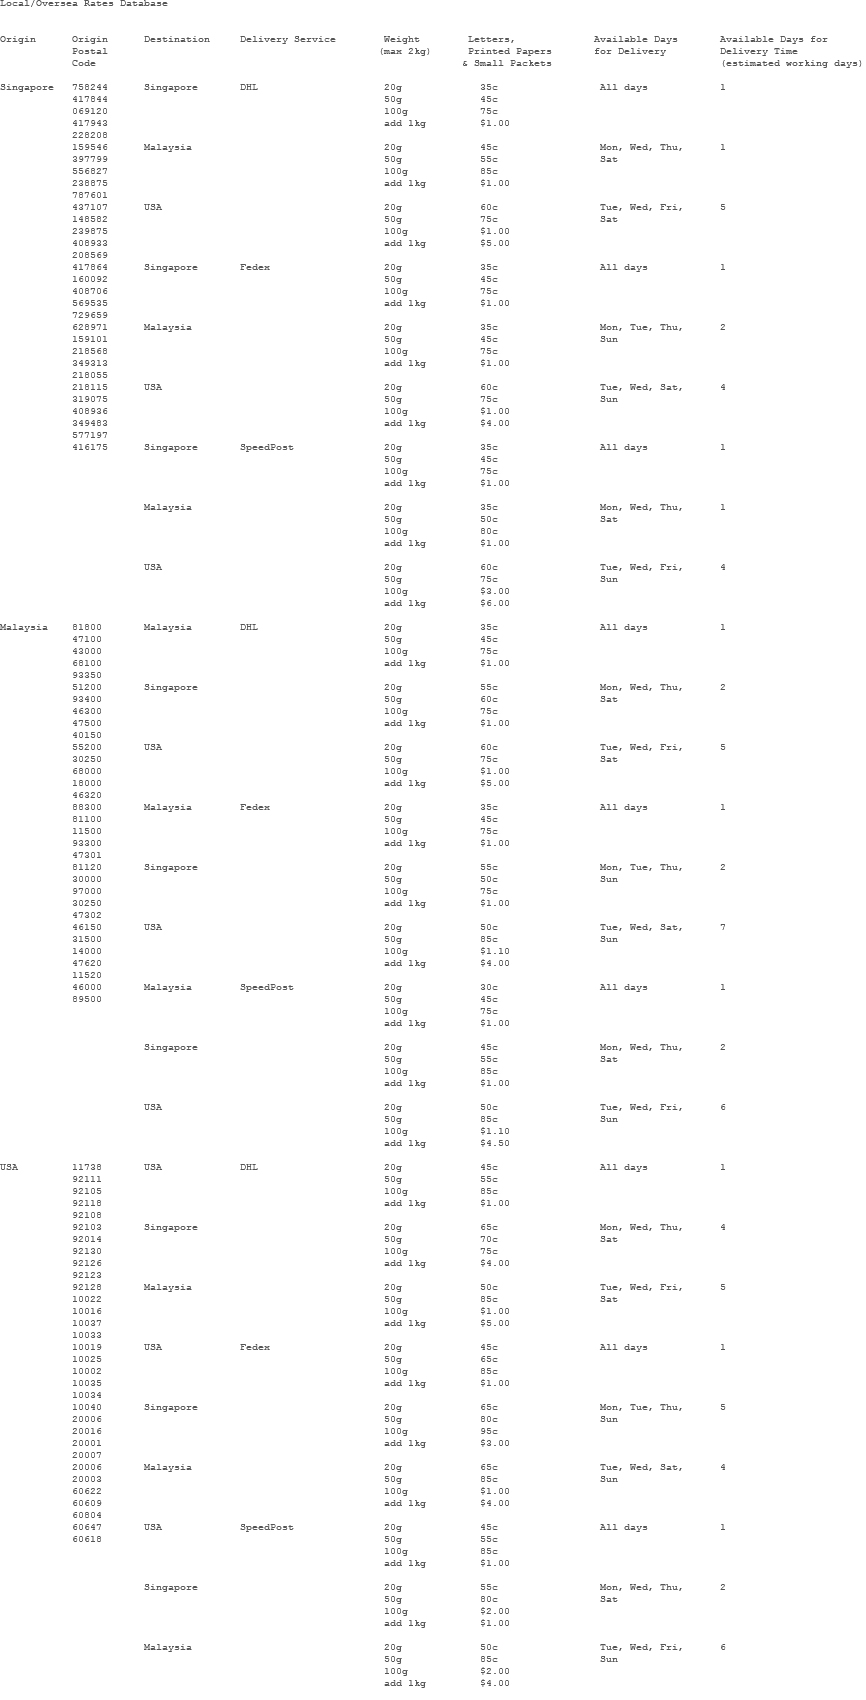 Local/Oversea Rates Database
Origin Origin Destination Delivery Service Weight Letters, Available Days Available Days for
Postal (max 2kg) Printed Papers for Delivery Delivery Time
Code & Small Packets (estimated working days)
Singapore 758244 Singapore DHL 20g 35c All days 1
417844 50g 45c
069120 100g 75c
417943 add 1kg $1.00
228208
159546 Malaysia 20g 45c Mon, Wed, Thu, 1
397799 50g 55c Sat
556827 100g 85c
238875 add 1kg $1.00
787601
437107 USA 20g 60c Tue, Wed, Fri, 5
148582 50g 75c Sat
239875 100g $1.00
408933 add 1kg $5.00
208569
417864 Singapore Fedex 20g 35c All days 1
160092 50g 45c
408706 100g 75c
569535 add 1kg $1.00
729659
628971 Malaysia 20g 35c Mon, Tue, Thu, 2
159101 50g 45c Sun
218568 100g 75c
349313 add 1kg $1.00
218055
218115 USA 20g 60c Tue, Wed, Sat, 4
319075 50g 75c Sun
408936 100g $1.00
349483 add 1kg $4.00
577197
416175 Singapore SpeedPost 20g 35c All days 1
50g 45c
100g 75c
add 1kg $1.00
Malaysia 20g 35c Mon, Wed, Thu, 1
50g 50c Sat
100g 80c
add 1kg $1.00
USA 20g 60c Tue, Wed, Fri, 4
50g 75c Sun
100g $3.00
add 1kg $6.00
Malaysia 81800 Malaysia DHL 20g 35c All days 1
47100 50g 45c
43000 100g 75c
68100 add 1kg $1.00
93350
51200 Singapore 20g 55c Mon, Wed, Thu, 2
93400 50g 60c Sat
46300 100g 75c
47500 add 1kg $1.00
40150
55200 USA 20g 60c Tue, Wed, Fri, 5
30250 50g 75c Sat
68000 100g $1.00
18000 add 1kg $5.00
46320
88300 Malaysia Fedex 20g 35c All days 1
81100 50g 45c
11500 100g 75c
93300 add 1kg $1.00
47301
81120 Singapore 20g 55c Mon, Tue, Thu, 2
30000 50g 50c Sun
97000 100g 75c
30250 add 1kg $1.00
47302
46150 USA 20g 50c Tue, Wed, Sat, 7
31500 50g 85c Sun
14000 100g $1.10
47620 add 1kg $4.00
11520
46000 Malaysia SpeedPost 20g 30c All days 1
89500 50g 45c
100g 75c
add 1kg $1.00
Singapore 20g 45c Mon, Wed, Thu, 2
50g 55c Sat
100g 85c
add 1kg $1.00
USA 20g 50c Tue, Wed, Fri, 6
50g 85c Sun
100g $1.10
add 1kg $4.50
USA 11738 USA DHL 20g 45c All days 1
92111 50g 55c
92105 100g 85c
92118 add 1kg $1.00
92108
92103 Singapore 20g 65c Mon, Wed, Thu, 4
92014 50g 70c Sat
92130 100g 75c
92126 add 1kg $4.00
92123
92128 Malaysia 20g 50c Tue, Wed, Fri, 5
10022 50g 85c Sat
10016 100g $1.00
10037 add 1kg $5.00
10033
10019 USA Fedex 20g 45c All days 1
10025 50g 65c
10002 100g 85c
10035 add 1kg $1.00
10034
10040 Singapore 20g 65c Mon, Tue, Thu, 5
20006 50g 80c Sun
20016 100g 95c
20001 add 1kg $3.00
20007
20006 Malaysia 20g 65c Tue, Wed, Sat, 4
20003 50g 85c Sun
60622 100g $1.00
60609 add 1kg $4.00
60804
60647 USA SpeedPost 20g 45c All days 1
60618 50g 55c
100g 85c
add 1kg $1.00
Singapore 20g 55c Mon, Wed, Thu, 2
50g 80c Sat
100g $2.00
add 1kg $1.00
Malaysia 20g 50c Tue, Wed, Fri, 6
50g 85c Sun
100g $2.00
add 1kg $4.00